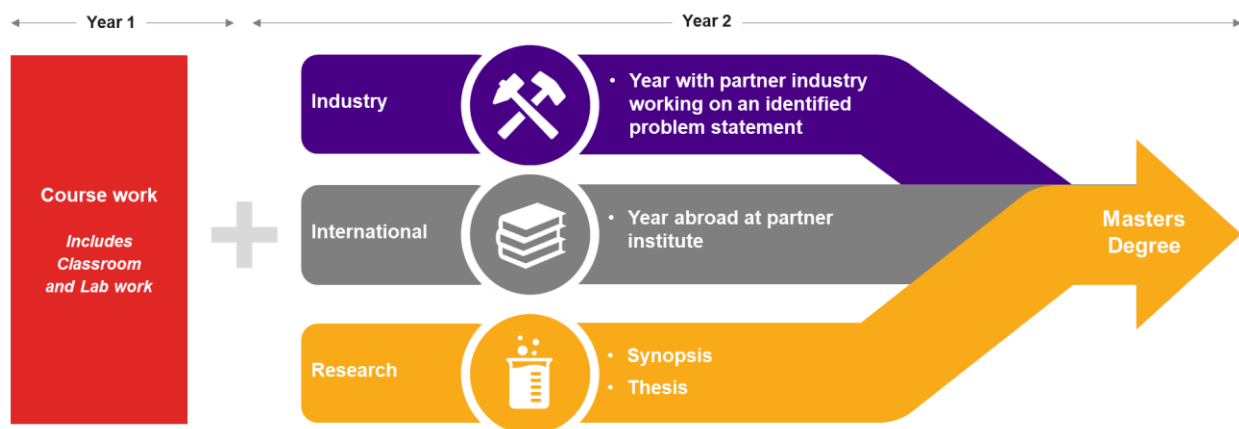 Year 1
Year 2
Course work
Includes
Classroom
and Lab work
Industry
• Year with partner industry
working on an identified
problem statement
International
• Year abroad at partner
institute
Research
• Synopsis
• Thesis
Masters
Degree